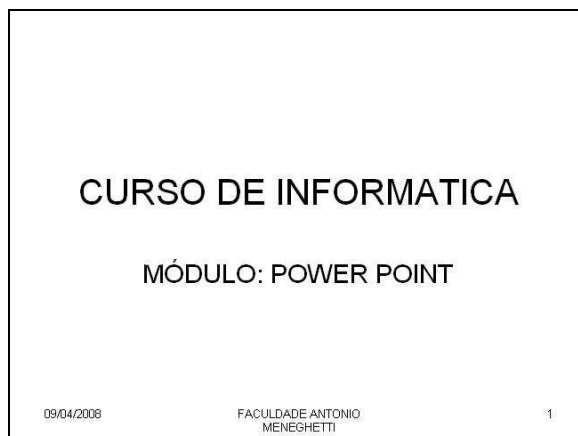 CURSO DE INFORMATICA
MÓDULO: POWER POINT
09/04/2008
FACULDADE ANTONIO
MENEGHETTI
1